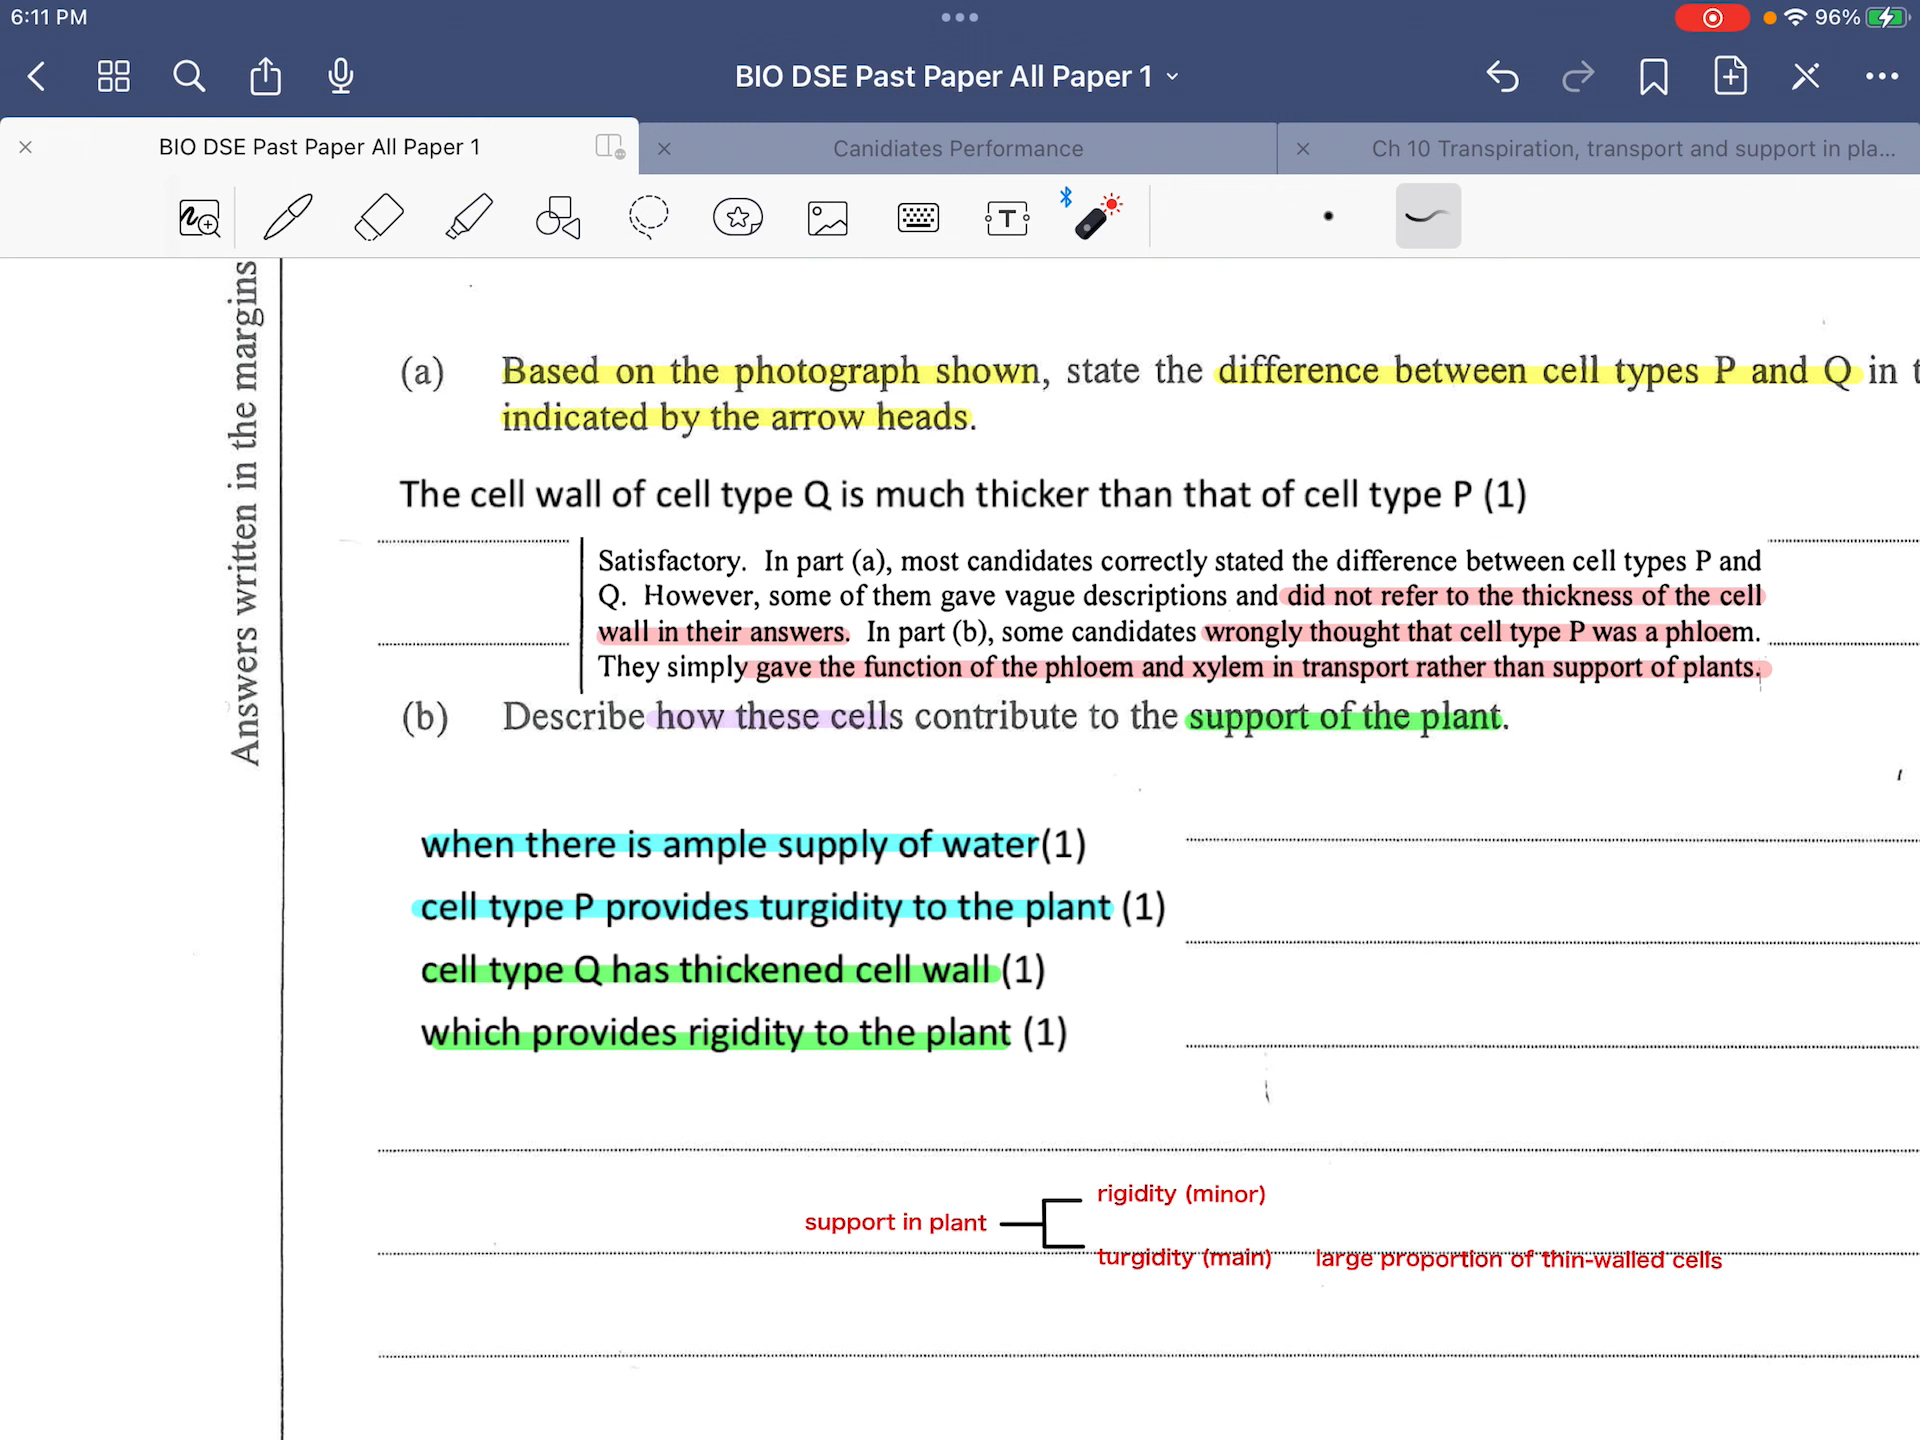 6:11 PM
96%
BIO DSE Past Paper All Paper 1
BIO DSE Past Paper All Paper 1
Canidiates Performance
Ch 10 Transpiration, transport and support in pla...
T
Answers written in the margins
(a) Based on the photograph shown, state the difference between cell types P and Q in t
indicated by the arrow heads.
The cell wall of cell type Q is much thicker than that of cell type P (1)
Satisfactory. In part (a), most candidates correctly stated the difference between cell types P and
Q. However, some of them gave vague descriptions and did not refer to the thickness of the cell
wall in their answers. In part (b), some candidates wrongly thought that cell type P was a phloem.
They simply gave the function of the phloem and xylem in transport rather than support of plants.
(b) Describe how these cells contribute to the support of the plant.
when there is ample supply of water(1)
cell type P provides turgidity to the plant (1)
cell type Q has thickened cell wall (1)
which provides rigidity to the plant (1)
rigidity (minor)
support in plant
turgidity (main) large proportion of thin-walled cells